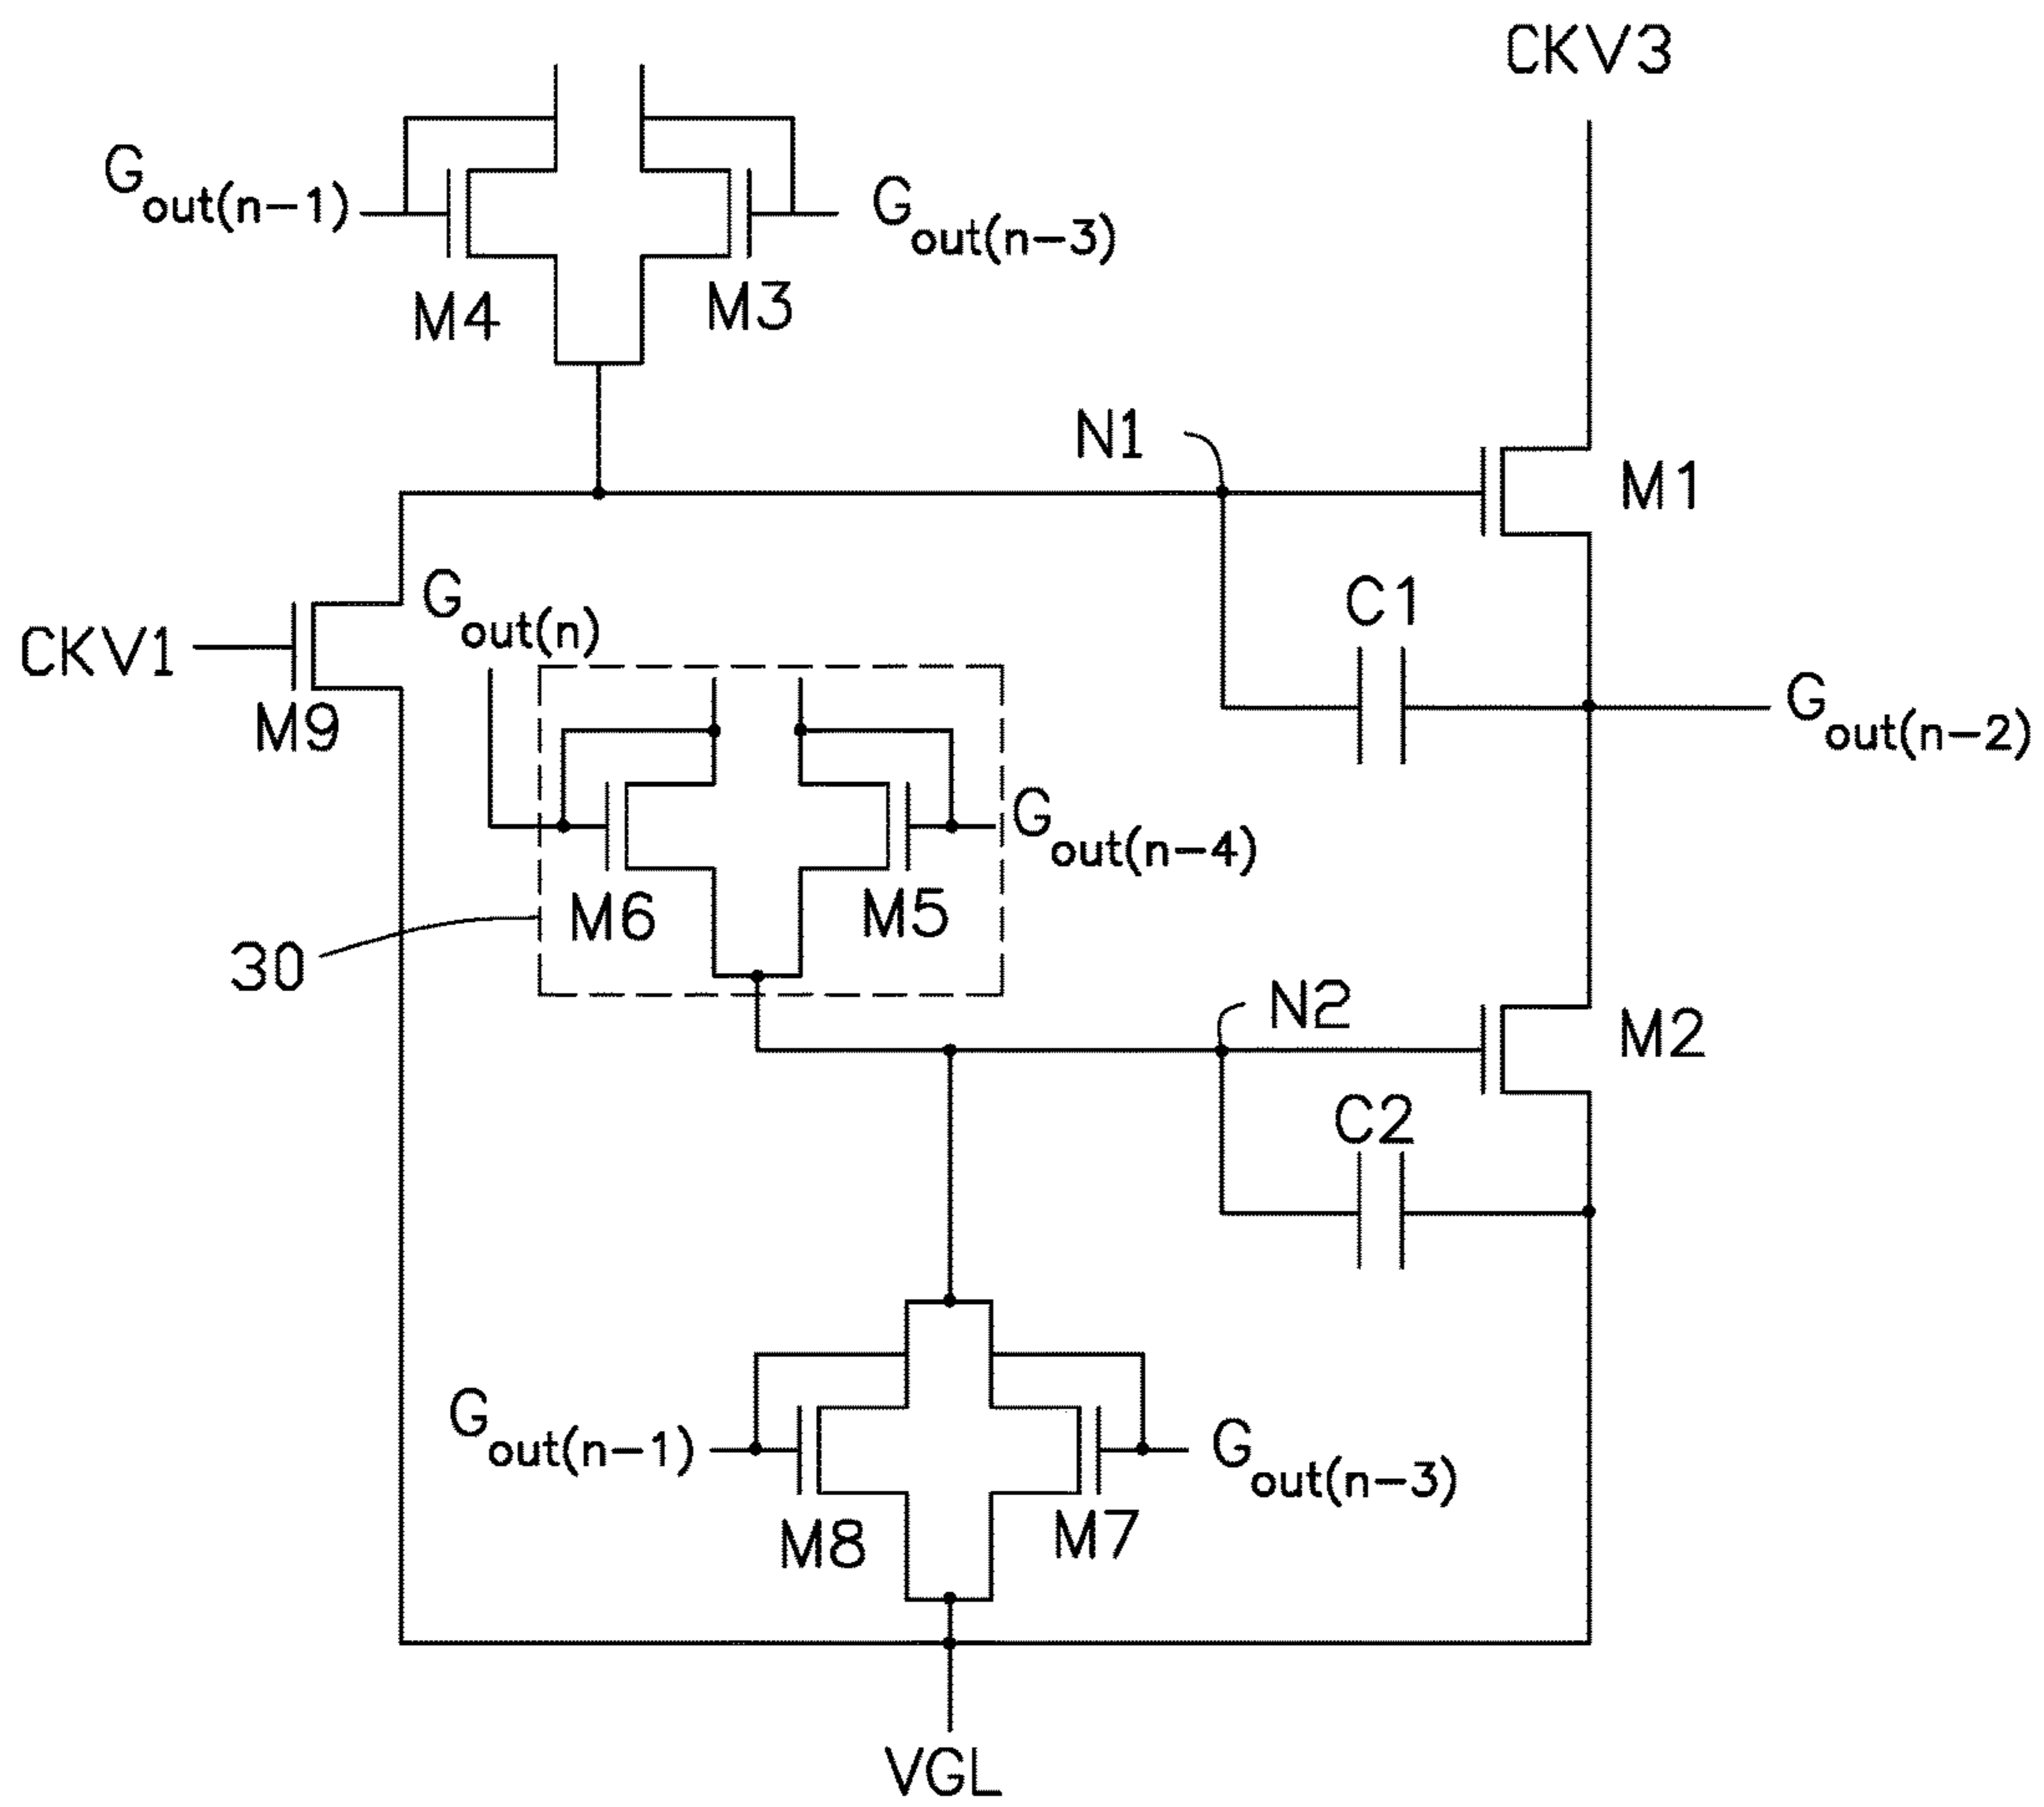 CKV3
Gout(n-1)
Gout(n-3)
M4
M3
N1
M1
Gout(n)
C1
CKV1
M9
Gout(n-2)
Gout(n-4)
M6
M5
30
N2
M2
C2
Gout(n-1)
Gout(n-3)
M8
M7
VGL